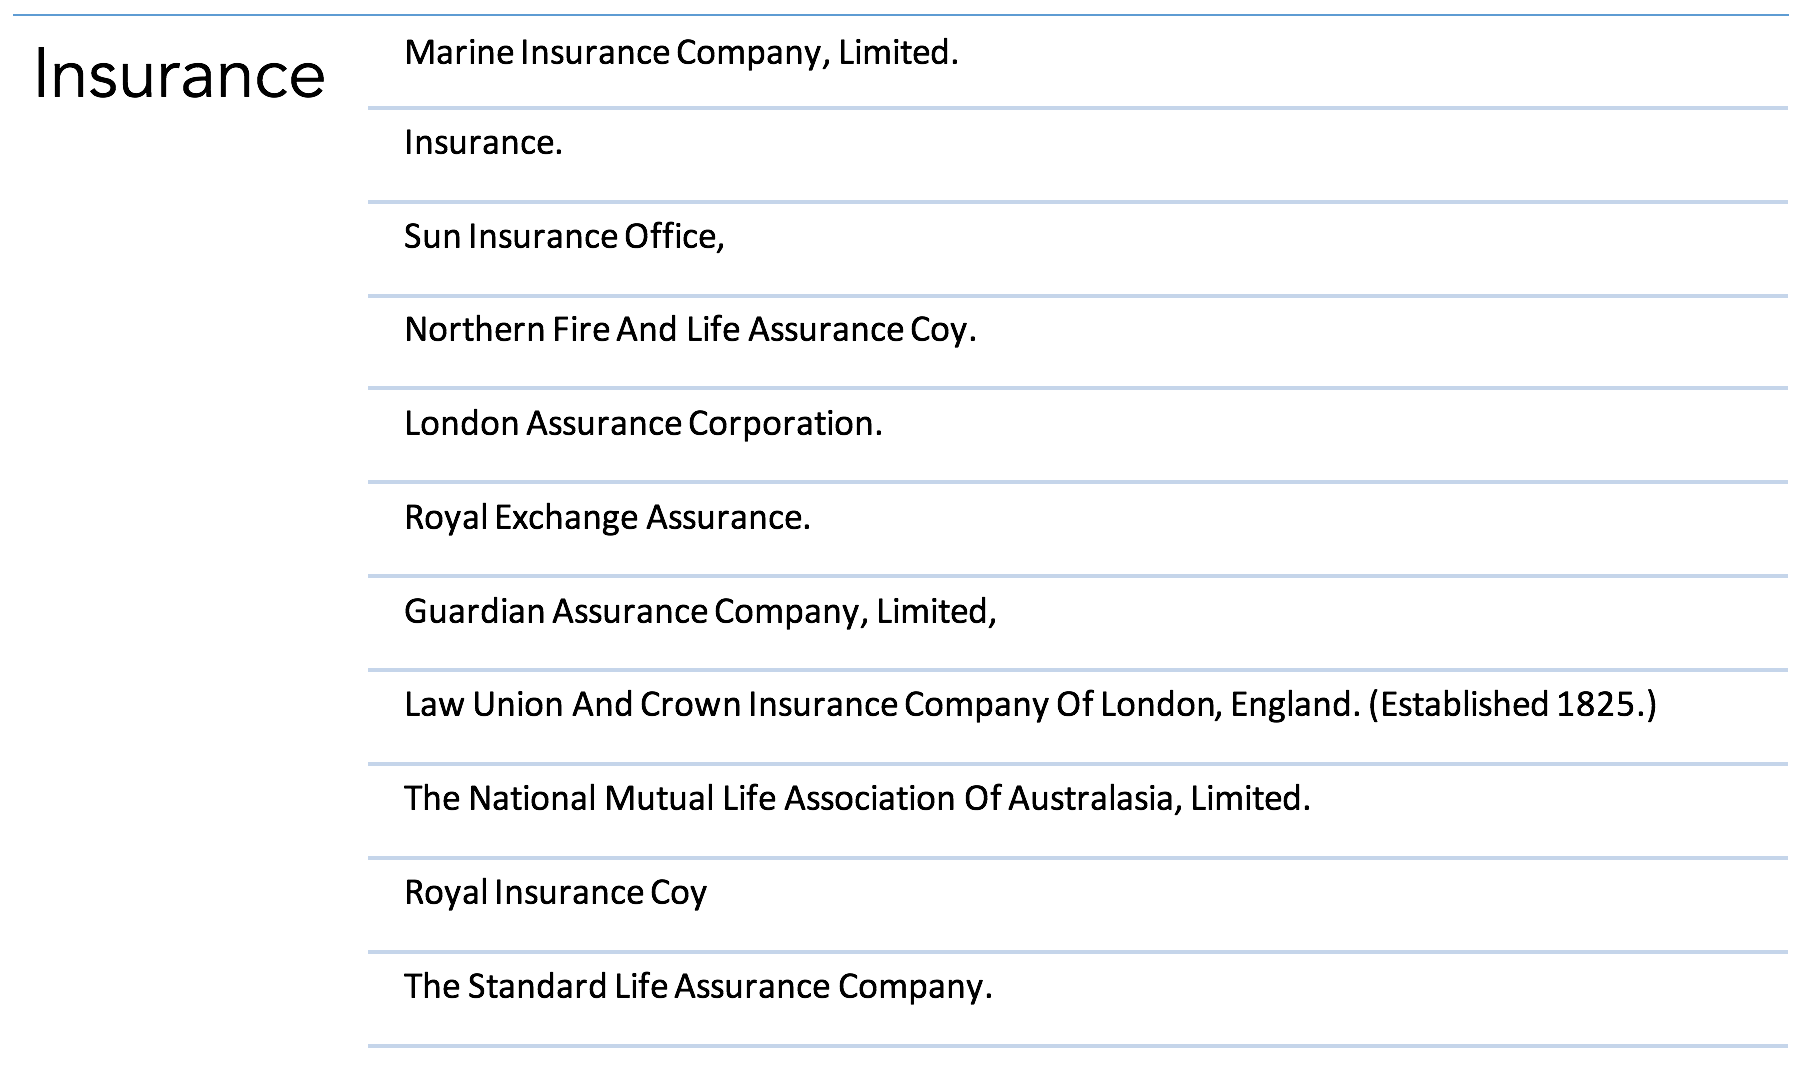 Insurance
Marine Insurance Company, Limited.
Insurance.
Sun Insurance Office,
Northern Fire And Life Assurance Coy.
London Assurance Corporation.
Royal Exchange Assurance.
Guardian Assurance Company, Limited,
Law Union And Crown Insurance Company Of London, England. (Established 1825.)
The National Mutual Life Association Of Australasia, Limited.
Royal Insurance Coy
The Standard Life Assurance Company.